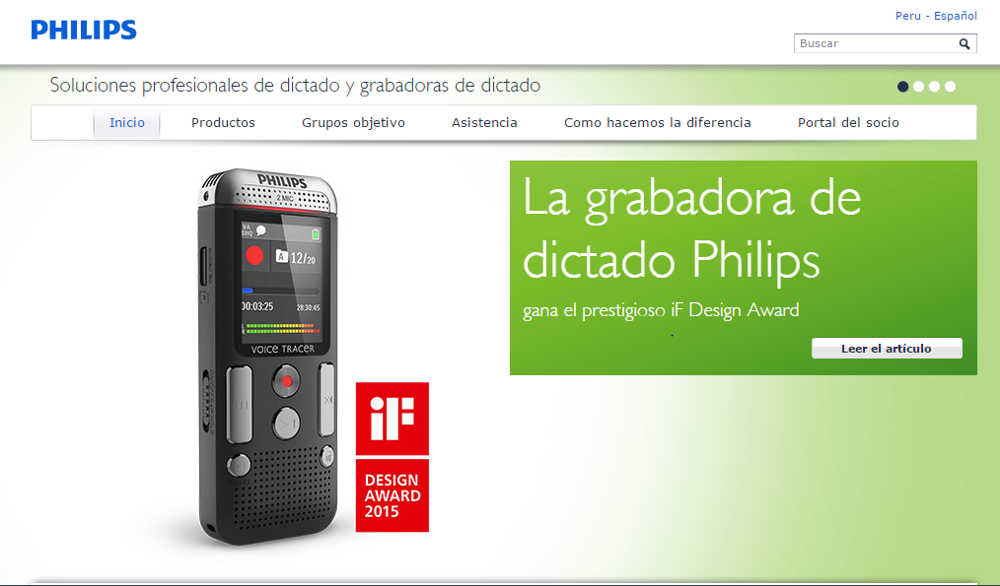 PHILIPS
Peru - Español
Buscar
Soluciones profesionales de dictado y grabadoras de dictado
Inicio
Productos
Grupos objetivo
Asistencia
Como hacemos la diferencia
Portal del socio
PHILIPS
2 MIC
A 12/20
00:03:25
28:30:45
VOICE TRACER
La grabadora de
dictado Philips
gana el prestigioso iF Design Award
Leer el artículo
iF
DESIGN
AWARD
2015